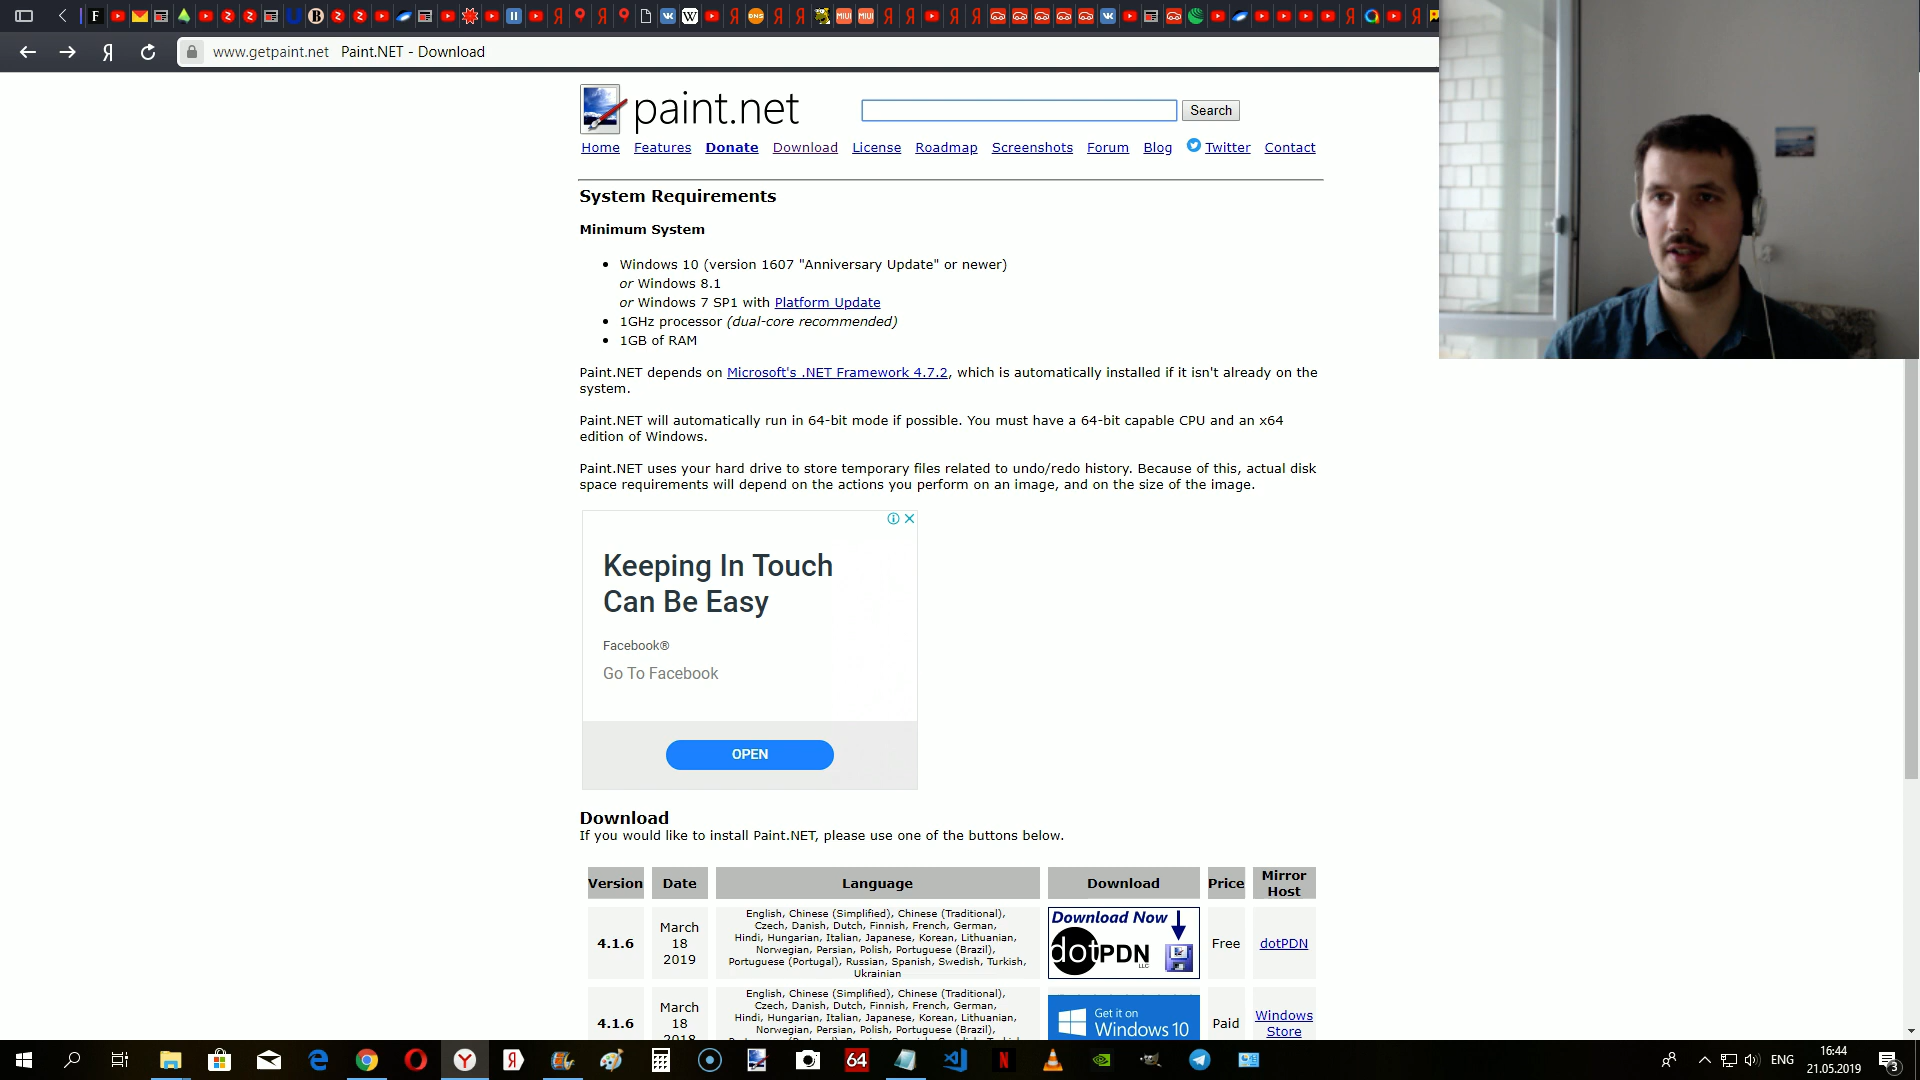 www.getpaint.net Paint.NET - Download
paint.net
Search
Home Features Donate Download License Roadmap Screenshots Forum Blog Twitter Contact
System Requirements
Minimum System
Windows 10 (version 1607 "Anniversary Update" or newer)
or Windows 8.1
or Windows 7 SP1 with Platform Update
1GHz processor (dual-core recommended)
1GB of RAM
Paint.NET depends on Microsoft's .NET Framework 4.7.2, which is automatically installed if it isn't already on the
system.
Paint.NET will automatically run in 64-bit mode if possible. You must have a 64-bit capable CPU and an x64
edition of Windows.
Paint.NET uses your hard drive to store temporary files related to undo/redo history. Because of this, actual disk
space requirements will depend on the actions you perform on an image, and on the size of the image.
Keeping In Touch
Can Be Easy
Facebook®
Go To Facebook
OPEN
Download
If you would like to install Paint.NET, please use one of the buttons below.
Version Date Language Download Price Mirror Host
4.1.6
March
18
2019
English, Chinese (Simplified), Chinese (Traditional),
Czech, Danish, Dutch, Finnish, French, German,
Hindi, Hungarian, Italian, Japanese, Korean, Lithuanian,
Norwegian, Persian, Polish, Portuguese (Brazil),
Portuguese (Portugal), Russian, Spanish, Swedish, Turkish,
Ukrainian
Download Now
dotPDN
LLC
Free
dotPDN
4.1.6
March
18
English, Chinese (Simplified), Chinese (Traditional),
Czech, Danish, Dutch, Finnish, French, German,
Hindi, Hungarian, Italian, Japanese, Korean, Lithuanian,
Norwegian, Persian, Polish, Portuguese (Brazil),
Get it on
Windows 10
Paid
Windows
Store
64
ENG
16:44
21.05.2019
3